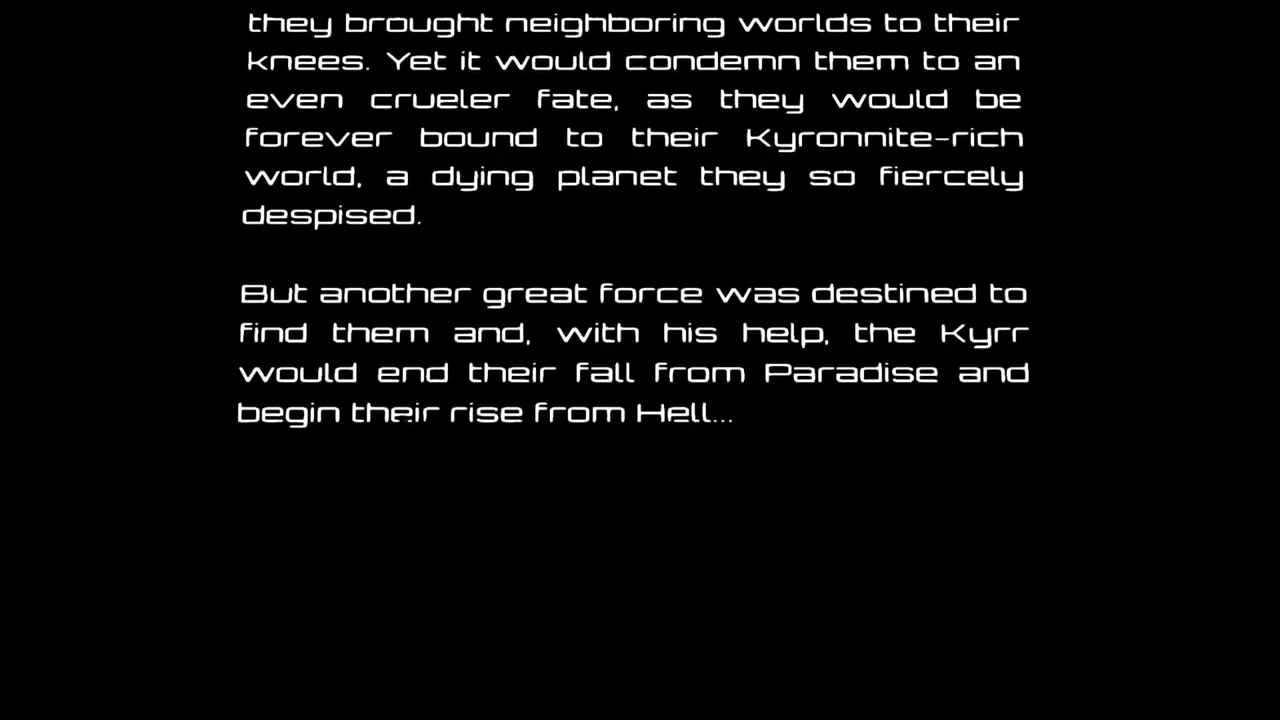 they brought neighboring worlds to their
knees. Yet it would condemn them to an
even crueler fate, as they would be
forever bound to their Kyronnite-rich
world, a dying planet they so fiercely
despised.
But another great force was destined to
find them and, with his help, the Kyrr
would end their fall from Paradise and
begin their rise from Hell...